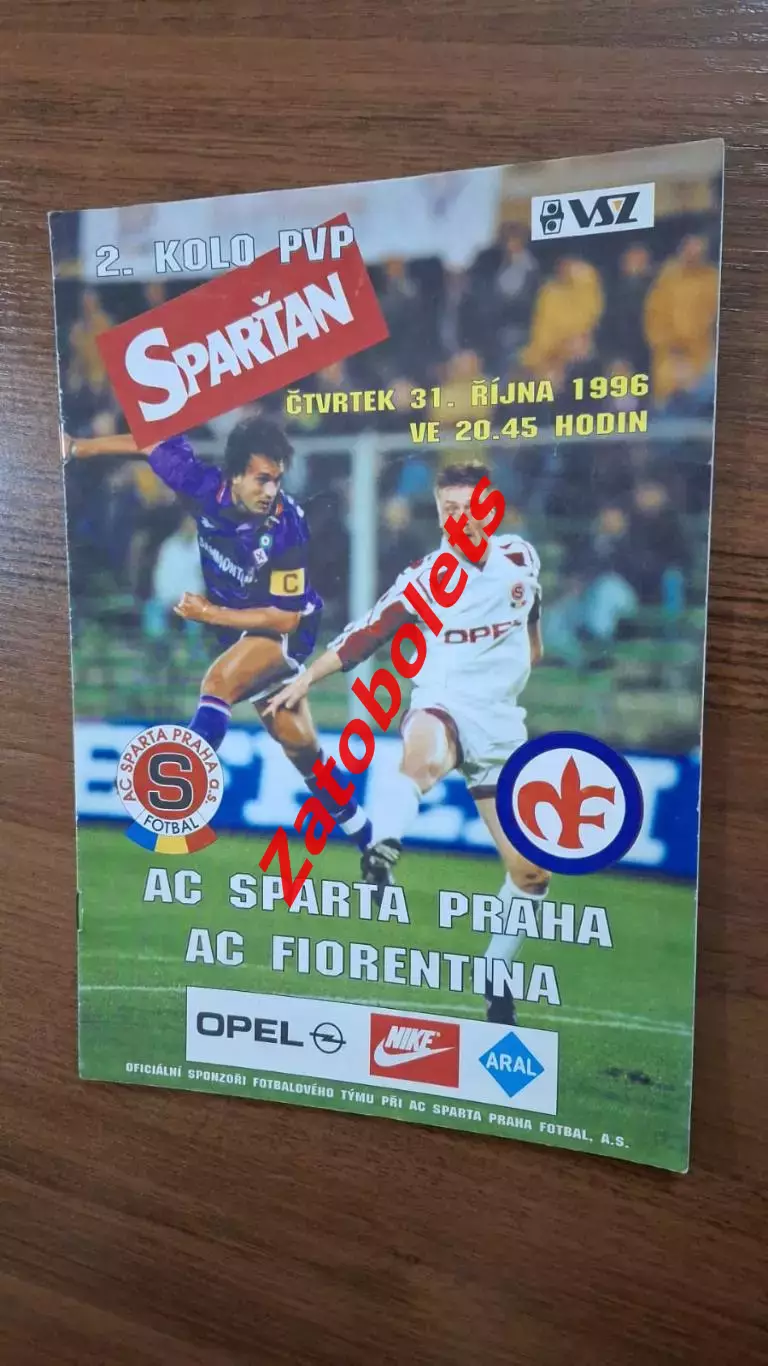 VSŽ
2. KOLO PVP
SPARŤAN
ČTVRTEK 31. ŘÍJNA 1996
VE 20.45 HODIN
C
S
OPEL
AC SPARTA PRAHA a.s.
S
FOTBAL
Zatobolets
AC SPARTA PRAHA
AC FIORENTINA
OPEL
NIKE
ARAL
OFICIÁLNÍ SPONZOŘI FOTBALOVÉHO TÝMU PŘI AC SPARTA PRAHA FOTBAL, A.S.